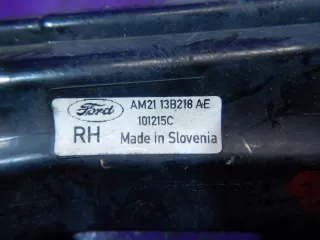 Ford AM21 13B218 AE
101215C
RH Made in Slovenia